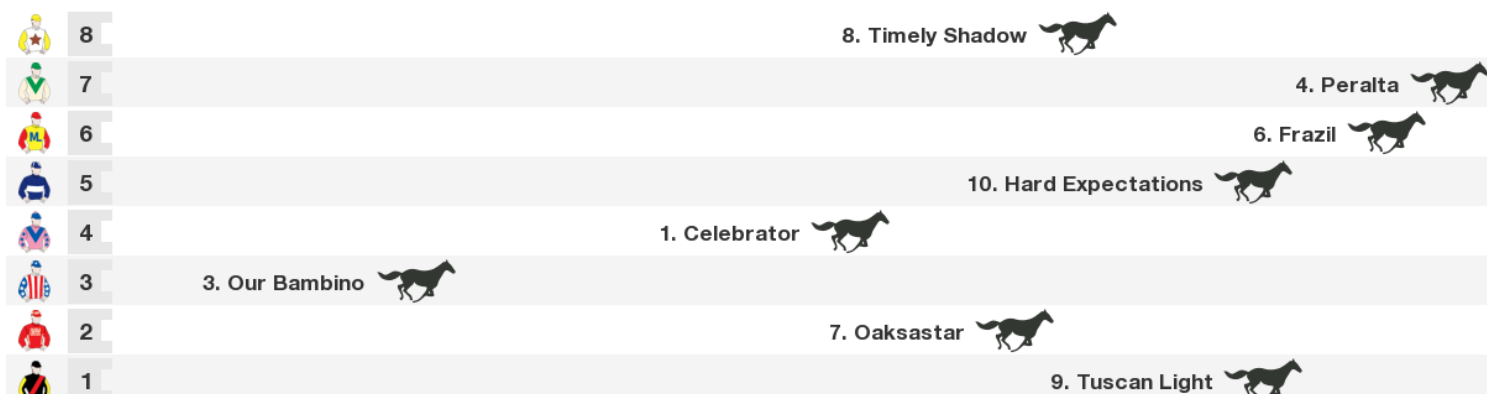 8 8. Timely Shadow
7 4. Peralta
ML 6 6. Frazil
5 10. Hard Expectations
4 1. Celebrator
3 3. Our Bambino
2 7. Oaksastar
1 9. Tuscan Light